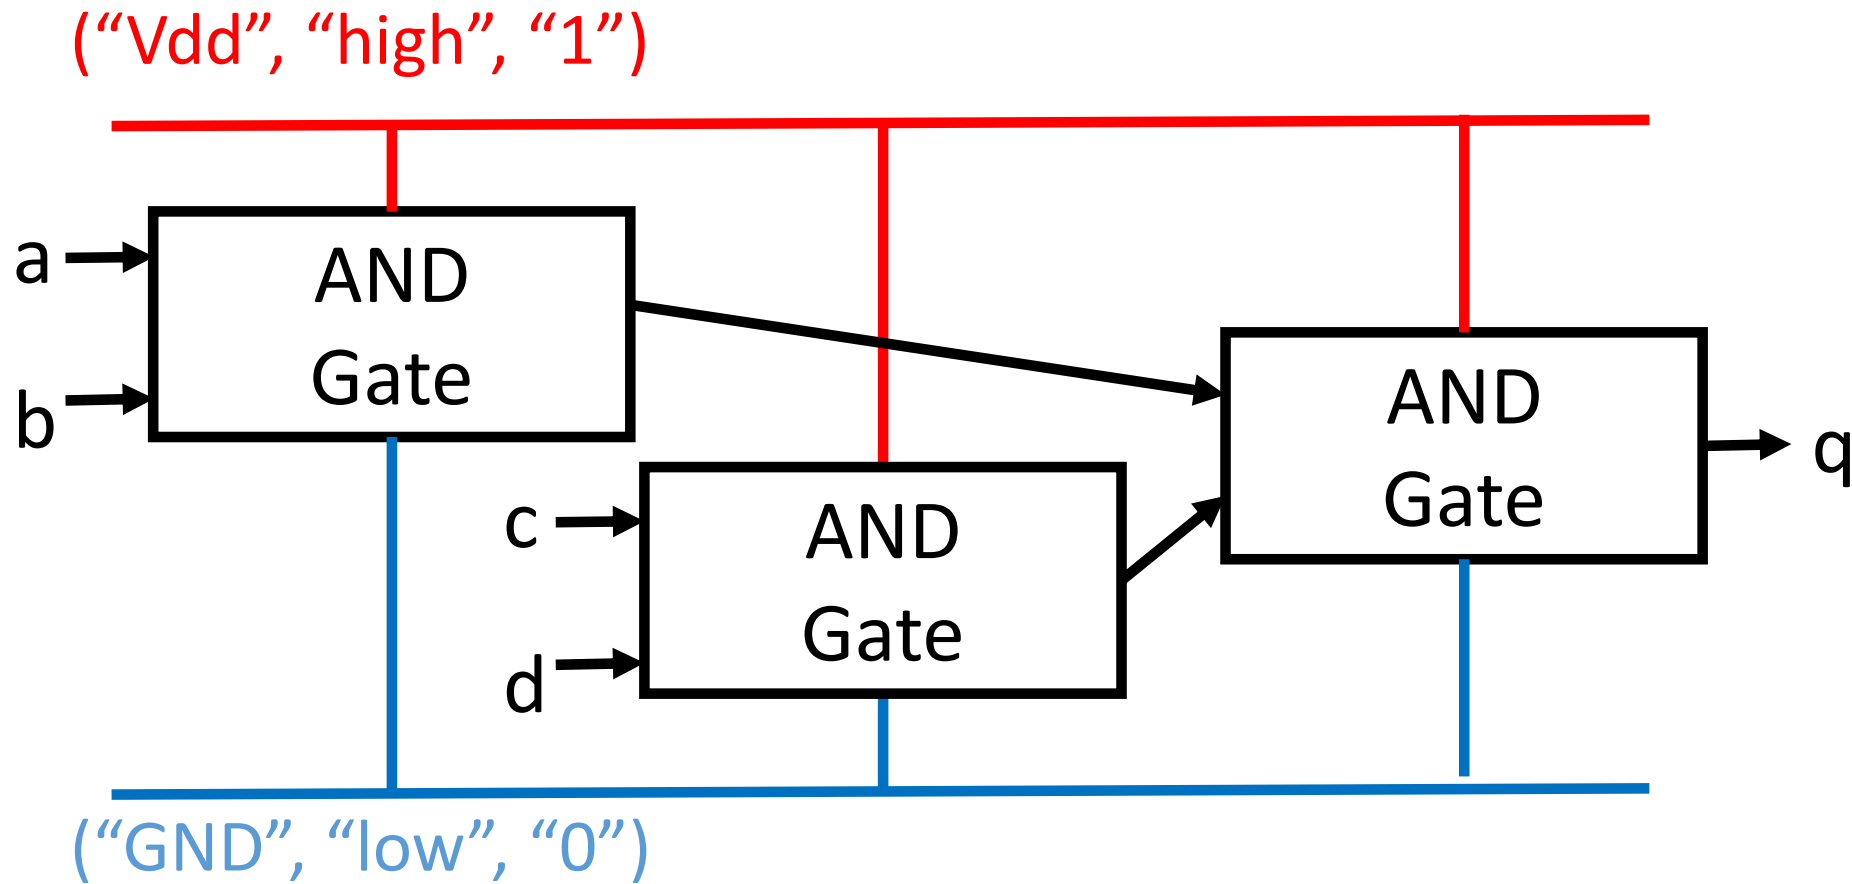 (“Vdd”, “high”, “1”)
a
b
AND
Gate
c
d
AND
Gate
AND
Gate
q
(“GND”, “low”, “0”)